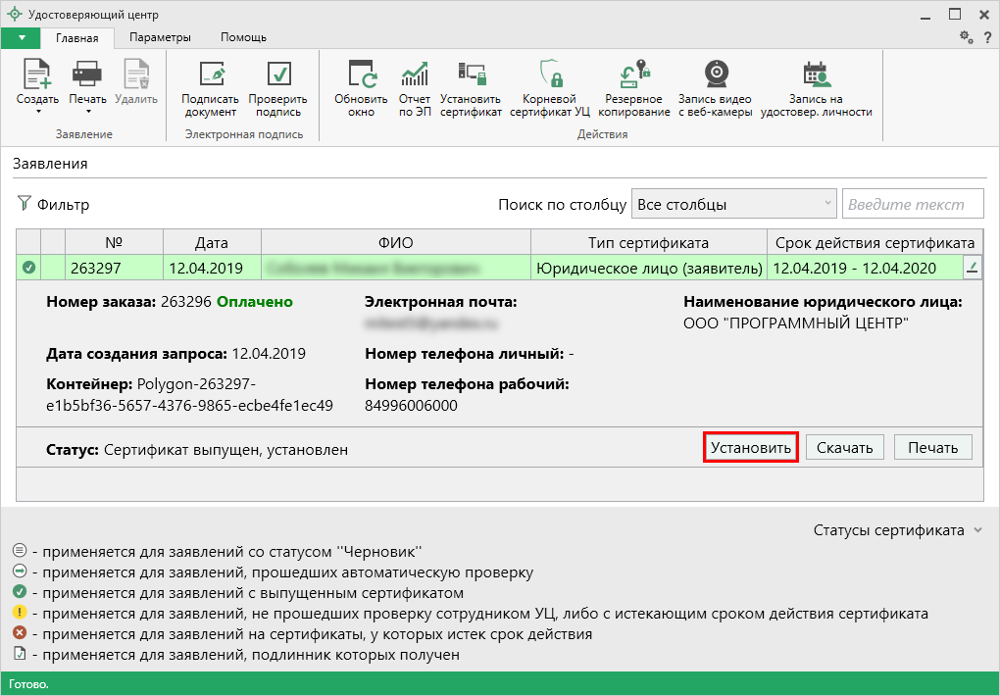 Удостоверяющий центр
Главная Параметры Помощь
?
Создать Печать Удалить
Подписать документ
Проверить подпись
Обновить окно
Отчет по ЭП
Установить сертификат
Корневой сертификат УЦ
Резервное копирование
Запись видео с веб-камеры
Запись на удостовер. личности
Заявление Электронная подпись Действия
Заявления
Фильтр Поиск по столбцу Все столбцы Введите текст
№ Дата ФИО Тип сертификата Срок действия сертификата
263297 12.04.2019 Юридическое лицо (заявитель) 12.04.2019 - 12.04.2020
Номер заказа: 263296 Оплачено
Электронная почта:
Наименование юридического лица:
ООО "ПРОГРАММНЫЙ ЦЕНТР"
Дата создания запроса: 12.04.2019
Номер телефона личный: -
Контейнер: Polygon-263297-
e1b5bf36-5657-4376-9865-ecbe4fe1ec49
Номер телефона рабочий:
84996006000
Статус: Сертификат выпущен, установлен
Установить Скачать Печать
Статусы сертификата
- применяется для заявлений со статусом ''Черновик''
- применяется для заявлений, прошедших автоматическую проверку
- применяется для заявлений с выпущенным сертификатом
- применяется для заявлений, не прошедших проверку сотрудником УЦ, либо с истекающим сроком действия сертификата
- применяется для заявлений на сертификаты, у которых истек срок действия
- применяется для заявлений, подлинник которых получен
Готово.